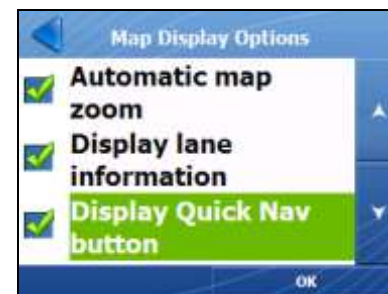 Map Display Options
Automatic map
zoom
Display lane
information
Display Quick Nav
button
OK